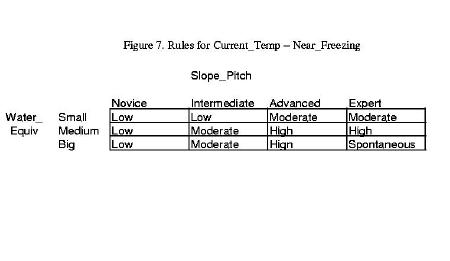 Figure 7. Rules for Current_Temp – Near_Freezing
Slope_Pitch
Novice Intermediate Advanced Expert
Water_ Small Low Low Moderate Moderate
Equiv Medium Low Moderate High High
Big Low Moderate High Spontaneous